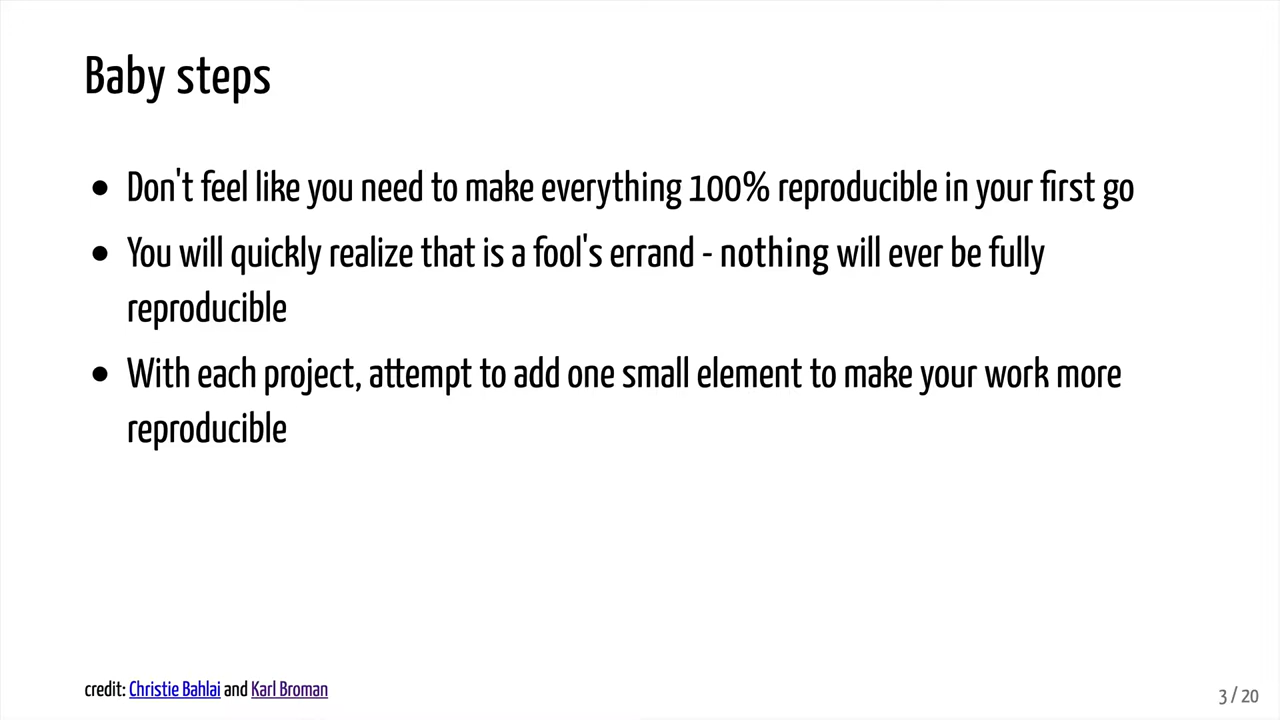 Baby steps
• Don't feel like you need to make everything 100% reproducible in your first go
• You will quickly realize that is a fool's errand - nothing will ever be fully
reproducible
• With each project, attempt to add one small element to make your work more
reproducible
credit: Christie Bahlai and Karl Broman
3 / 20